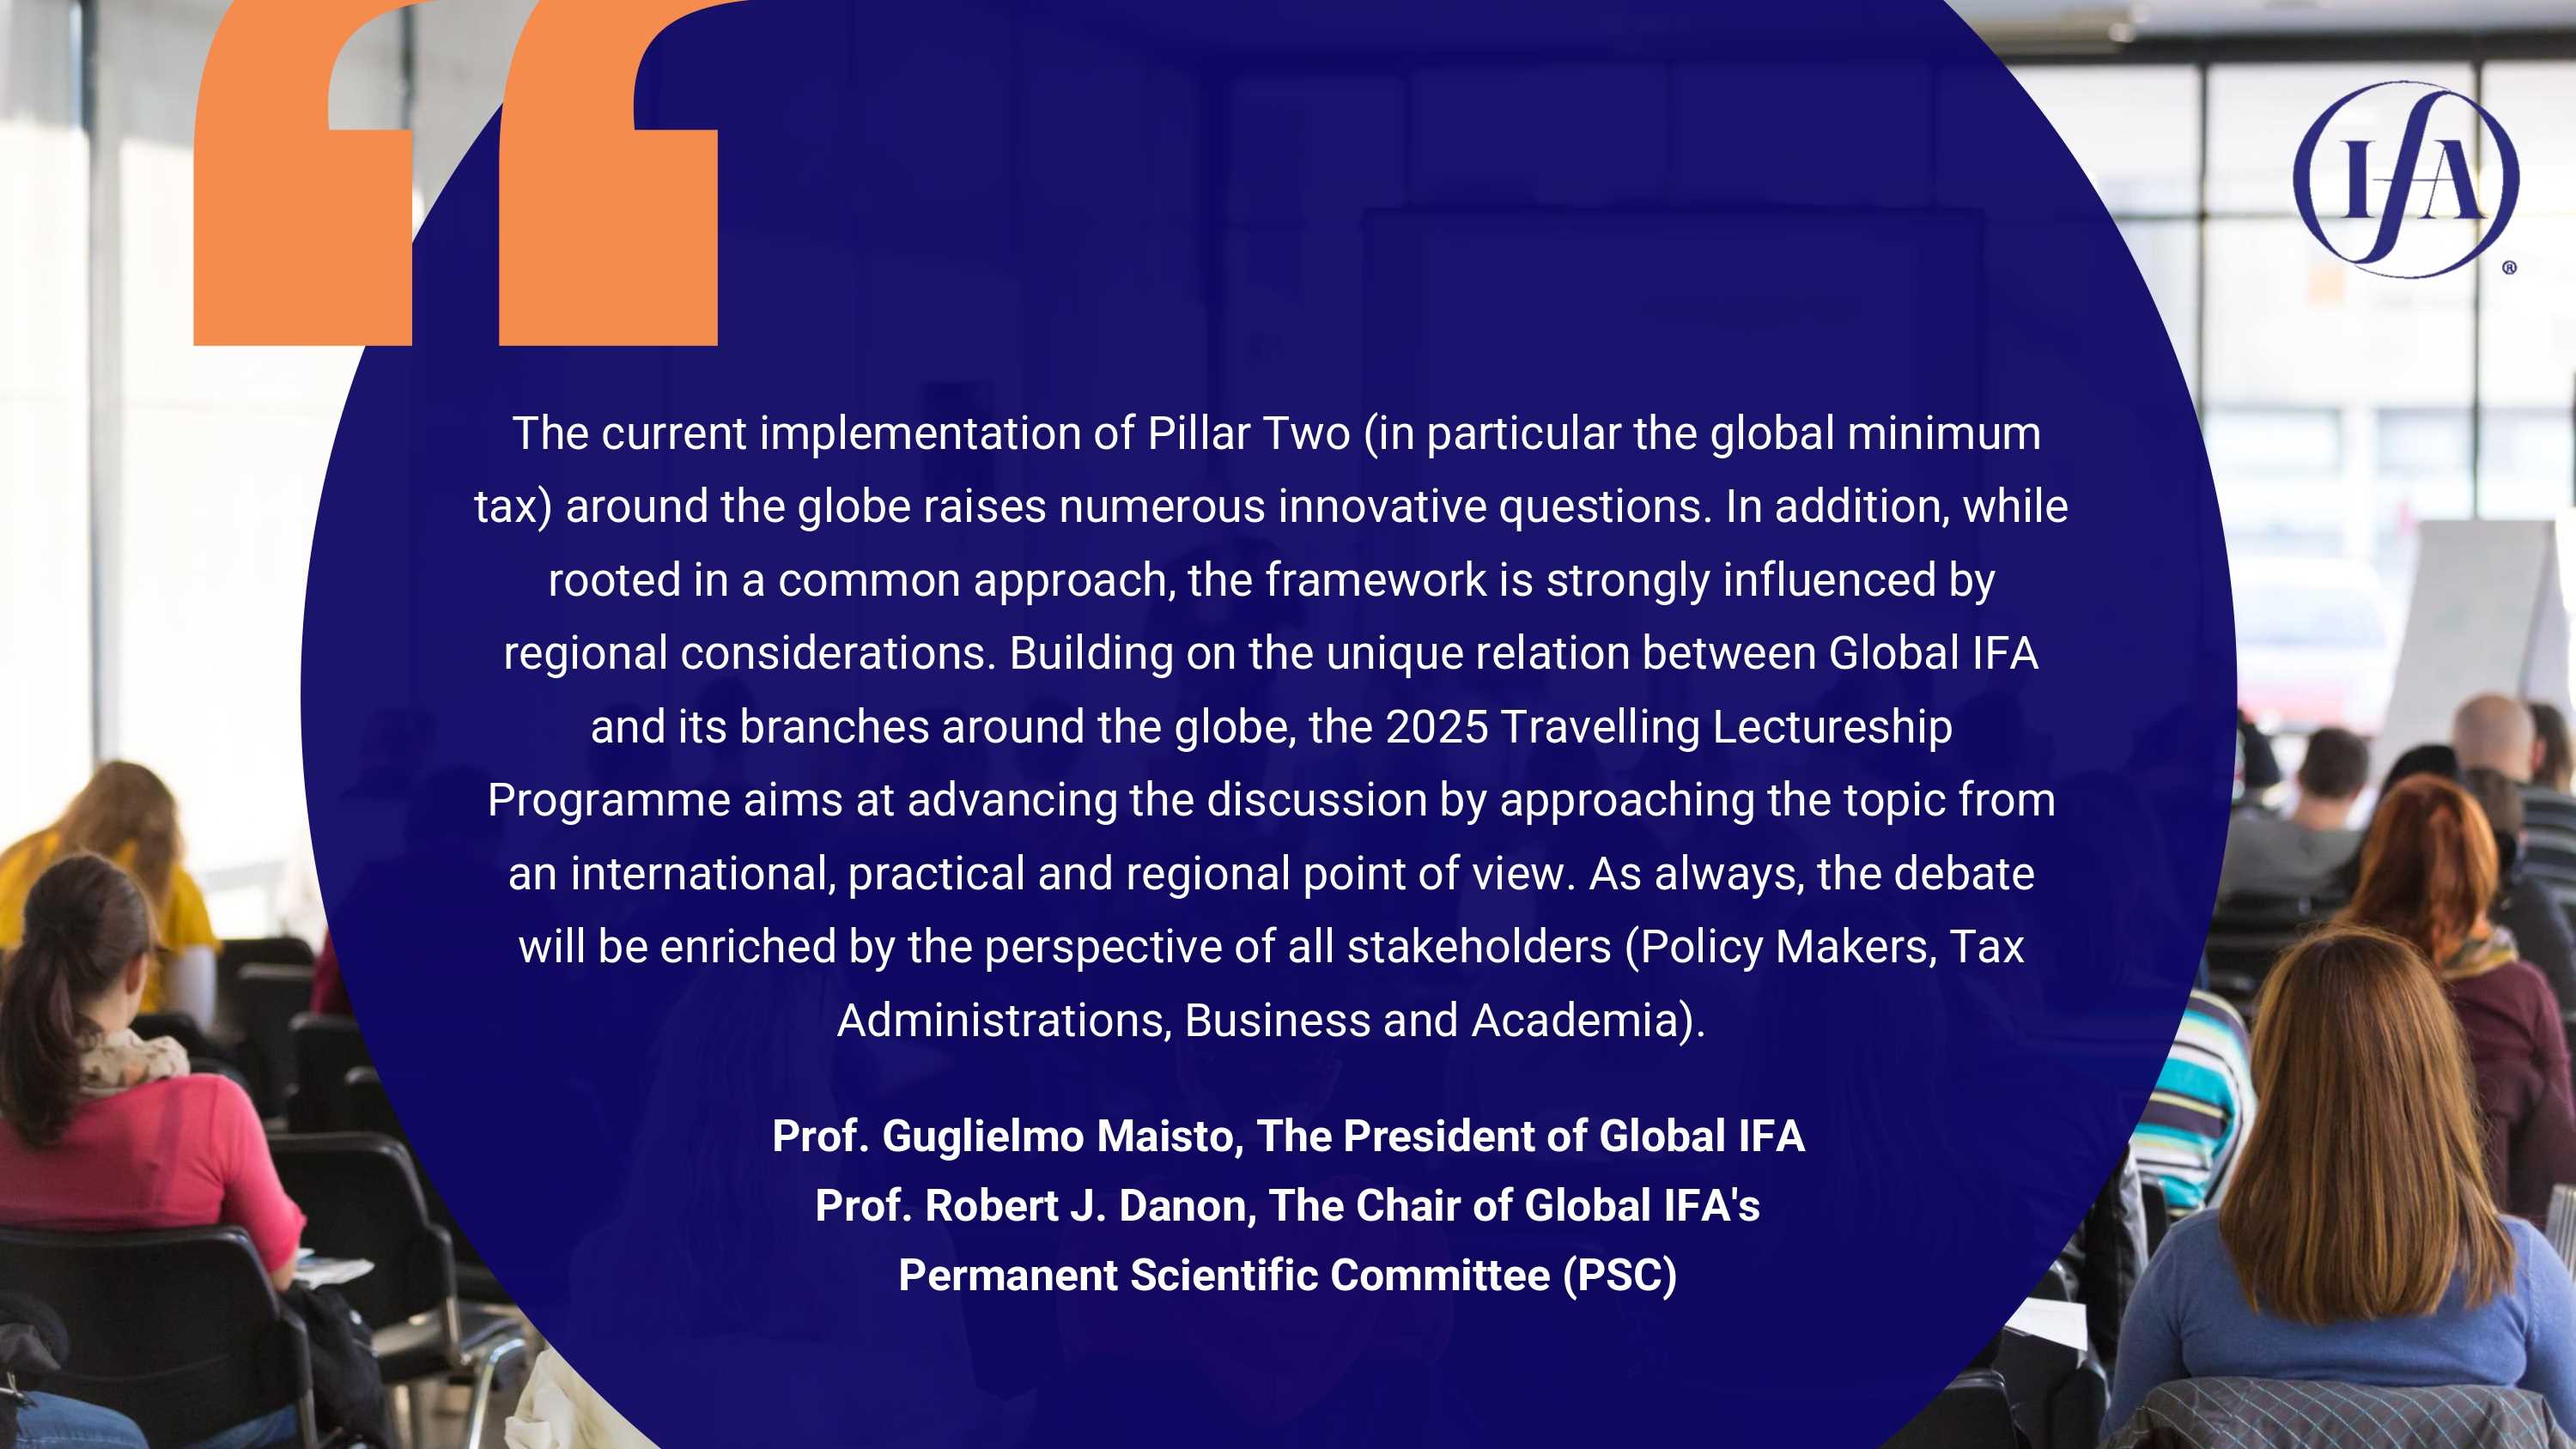 IFA
®
The current implementation of Pillar Two (in particular the global minimum
tax) around the globe raises numerous innovative questions. In addition, while
rooted in a common approach, the framework is strongly influenced by
regional considerations. Building on the unique relation between Global IFA
and its branches around the globe, the 2025 Travelling Lectureship
Programme aims at advancing the discussion by approaching the topic from
an international, practical and regional point of view. As always, the debate
will be enriched by the perspective of all stakeholders (Policy Makers, Tax
Administrations, Business and Academia).
Prof. Guglielmo Maisto, The President of Global IFA
Prof. Robert J. Danon, The Chair of Global IFA's
Permanent Scientific Committee (PSC)